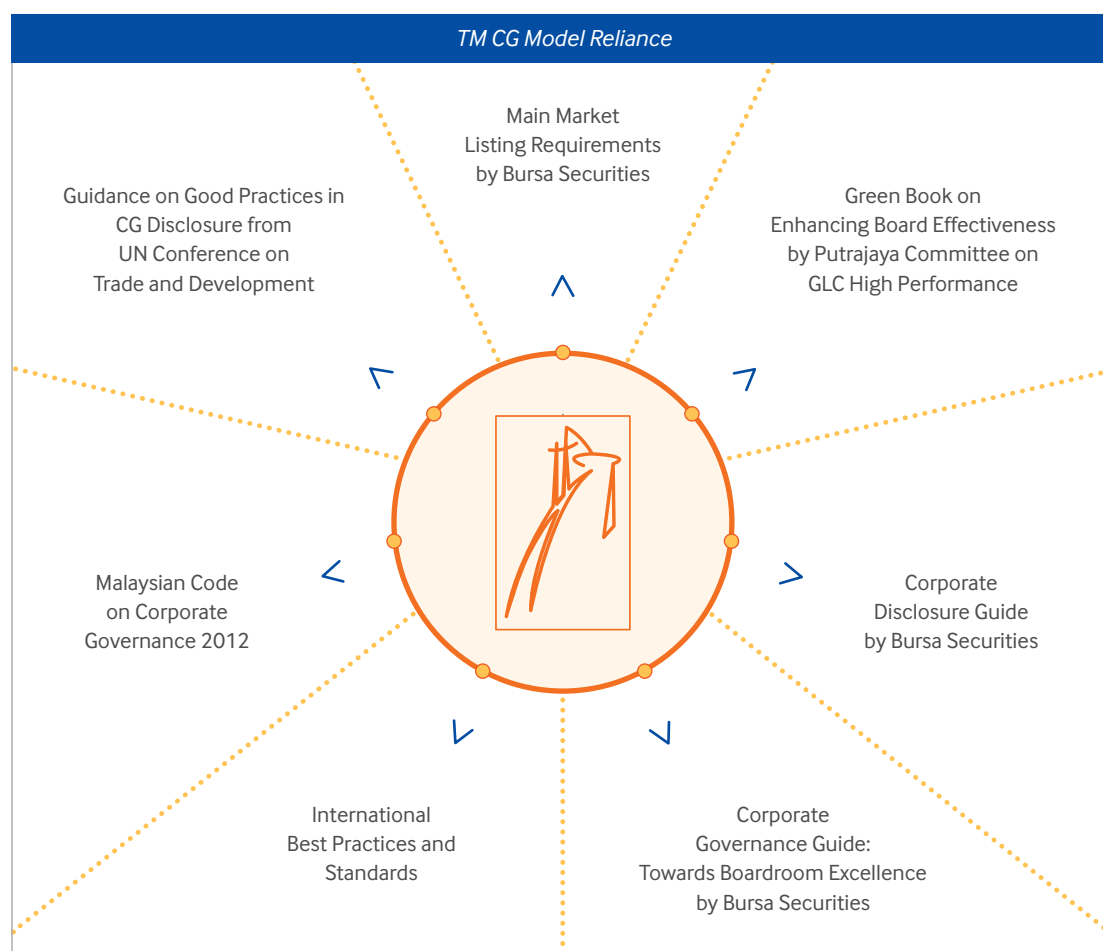 TM CG Model Reliance
Main Market
Listing Requirements
by Bursa Securities
Green Book on
Enhancing Board Effectiveness
by Putrajaya Committee on
GLC High Performance
Corporate
Disclosure Guide
by Bursa Securities
Corporate
Governance Guide:
Towards Boardroom Excellence
by Bursa Securities
International
Best Practices and
Standards
Malaysian Code
on Corporate
Governance 2012
Guidance on Good Practices in
CG Disclosure from
UN Conference on
Trade and Development